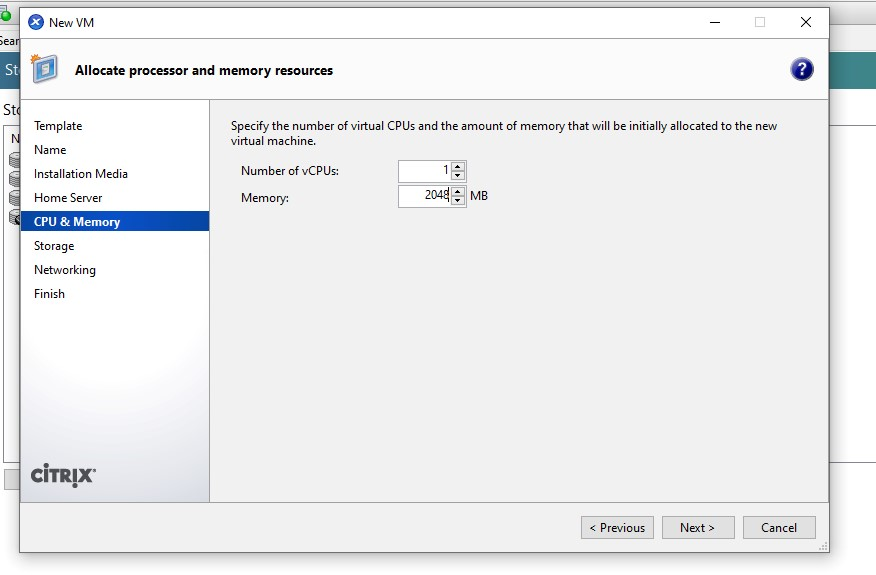 New VM
Allocate processor and memory resources
Template
Name
Installation Media
Home Server
CPU & Memory
Storage
Networking
Finish
Specify the number of virtual CPUs and the amount of memory that will be initially allocated to the new
virtual machine.
Number of vCPUs: 1
Memory: 2048 MB
CİTRIX
< Previous Next > Cancel